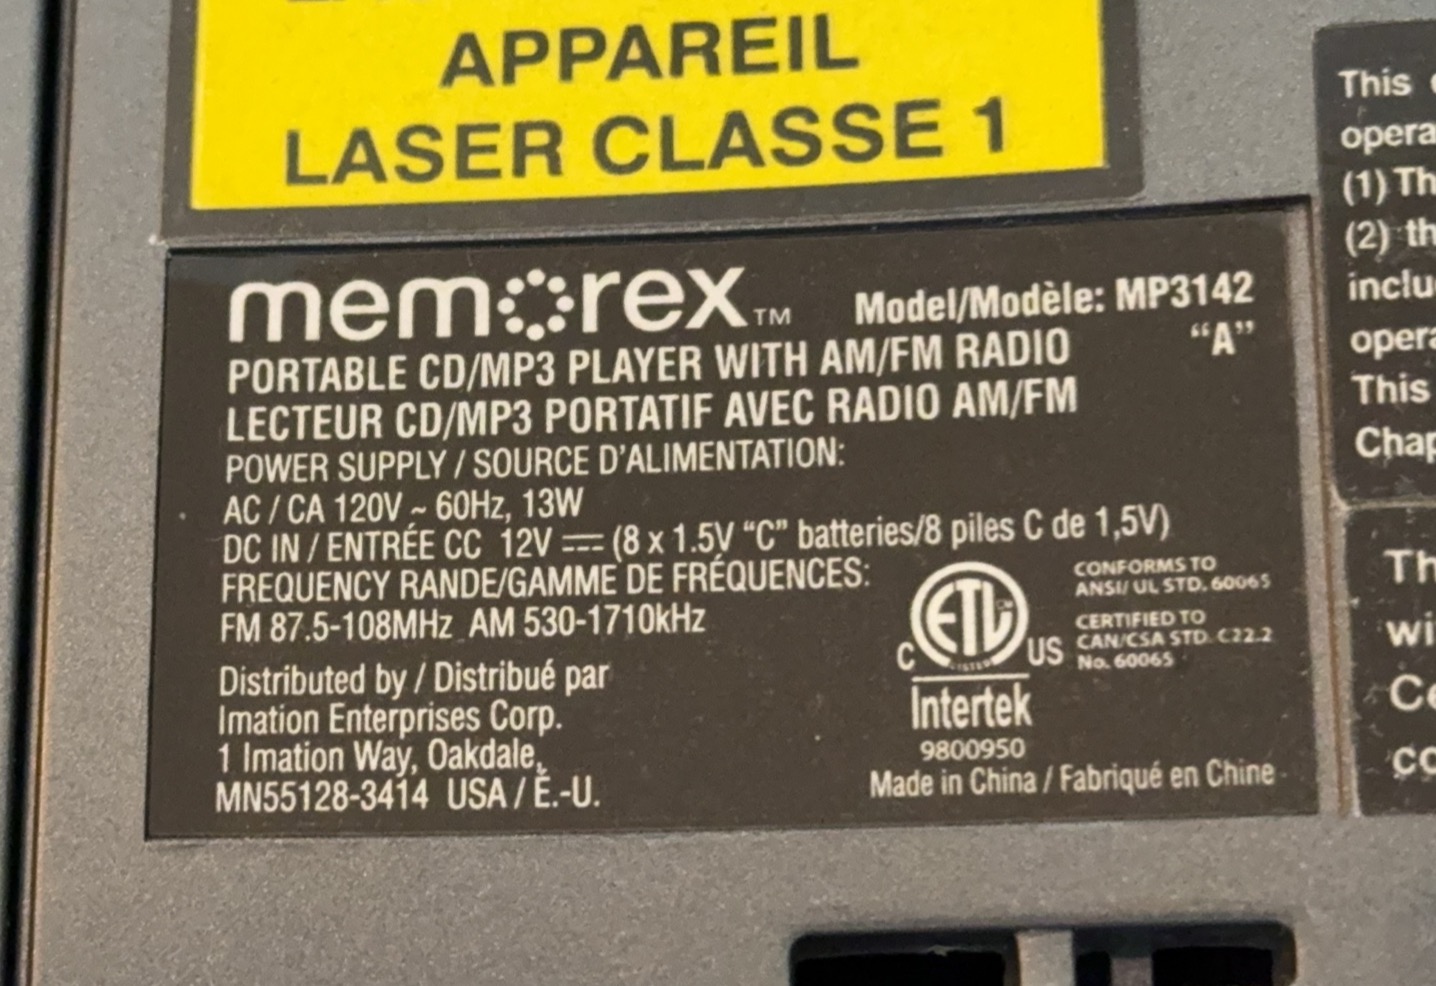 APPAREIL
LASER CLASSE 1
memorex™ Model/Modèle: MP3142
"A"
PORTABLE CD/MP3 PLAYER WITH AM/FM RADIO
LECTEUR CD/MP3 PORTATIF AVEC RADIO AM/FM
POWER SUPPLY / SOURCE D'ALIMENTATION:
AC / CA 120V ~ 60Hz, 13W
DC IN / ENTRÉE CC 12V ⎓ (8 x 1.5V "C" batteries/8 piles C de 1,5V)
FREQUENCY RANDE/GAMME DE FRÉQUENCES:
FM 87.5-108MHz AM 530-1710kHz
Distributed by / Distribué par
Imation Enterprises Corp.
1 Imation Way, Oakdale,
MN55128-3414 USA / É.-U.
ETL
LISTED
C US
Intertek
9800950
CONFORMS TO
ANSI/ UL STD. 60065
CERTIFIED TO
CAN/CSA STD. C22.2
No. 60065
Made in China / Fabriqué en Chine
This
opera
(1) Th
(2) th
inclu
opera
This
Chap
Th
wi
Ce
co